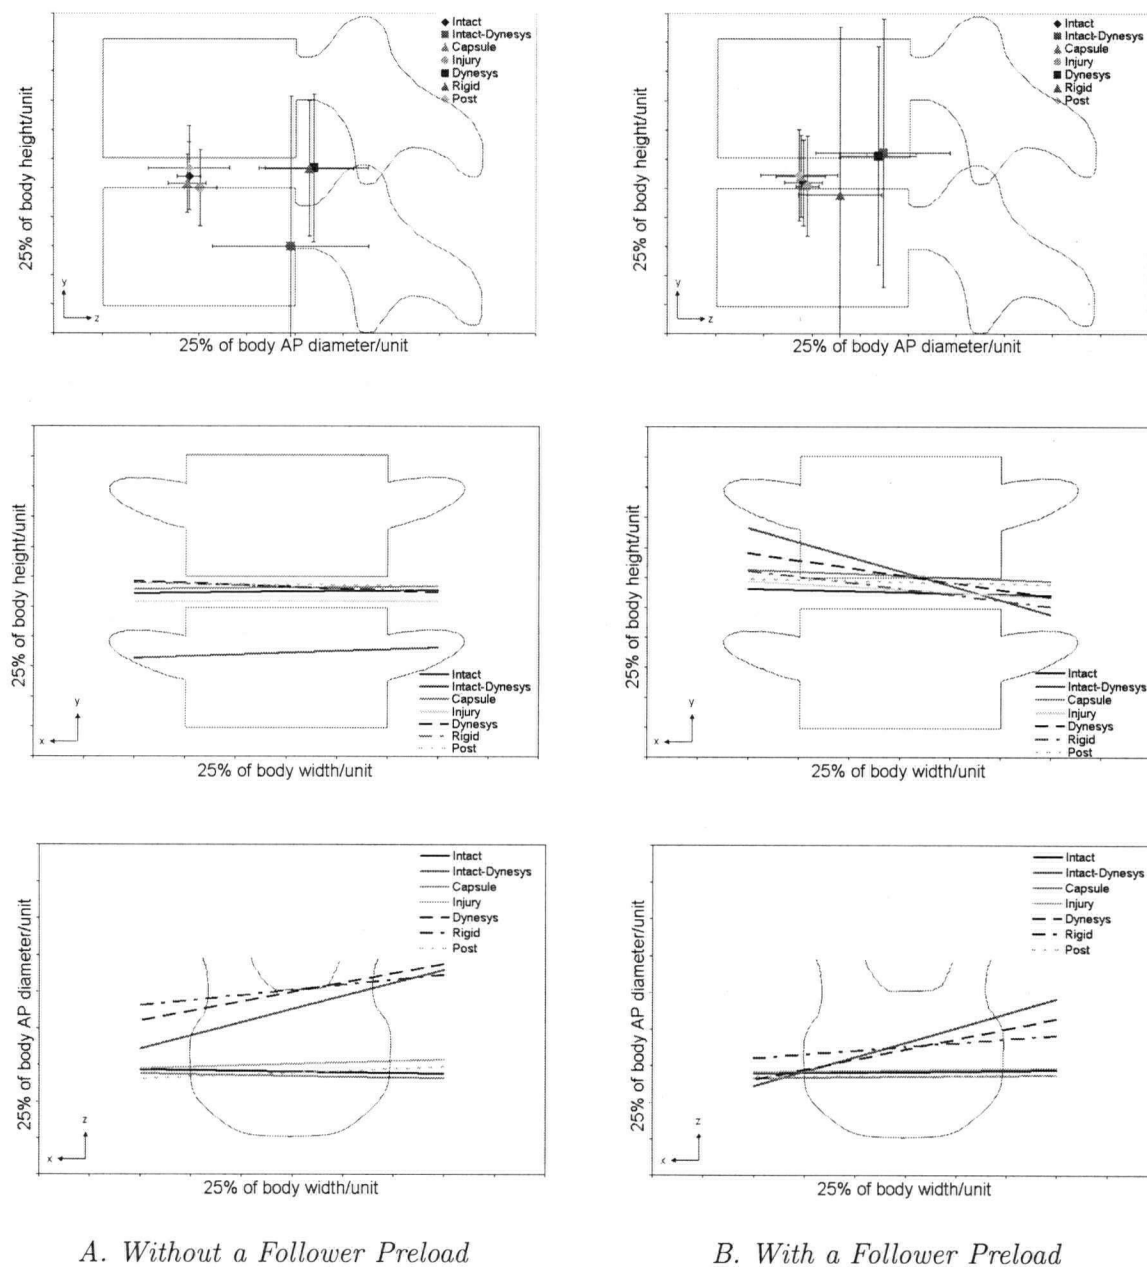 Intact
Intact-Dynesys
Capsule
Injury
Dynesys
Rigid
Post
25% of body height/unit
y
z
25% of body AP diameter/unit
Intact
Intact-Dynesys
Capsule
Injury
Dynesys
Rigid
Post
25% of body height/unit
y
z
25% of body AP diameter/unit
25% of body height/unit
Intact
Intact-Dynesys
Capsule
Injury
Dynesys
Rigid
Post
y
x
25% of body width/unit
25% of body height/unit
Intact
Intact-Dynesys
Capsule
Injury
Dynesys
Rigid
Post
y
x
25% of body width/unit
Intact
Intact-Dynesys
Capsule
Injury
Dynesys
Rigid
Post
25% of body AP diameter/unit
z
x
25% of body width/unit
Intact
Intact-Dynesys
Capsule
Injury
Dynesys
Rigid
Post
25% of body AP diameter/unit
z
x
25% of body width/unit
A. Without a Follower Preload
B. With a Follower Preload